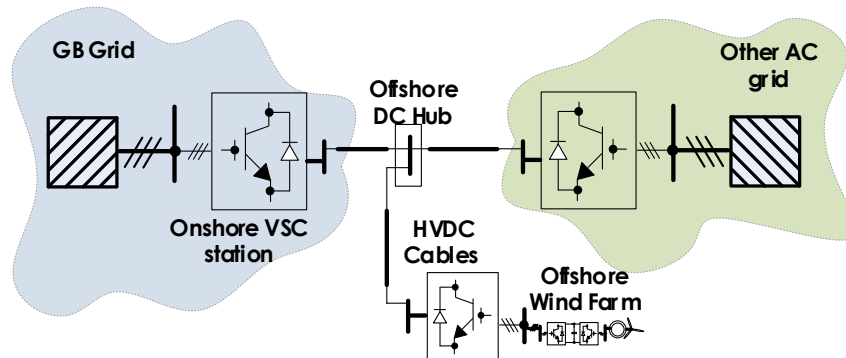 GB Grid
Other AC
grid
Offshore
DC Hub
Onshore VSC
station
HVDC
Cables
Offshore
Wind Farm